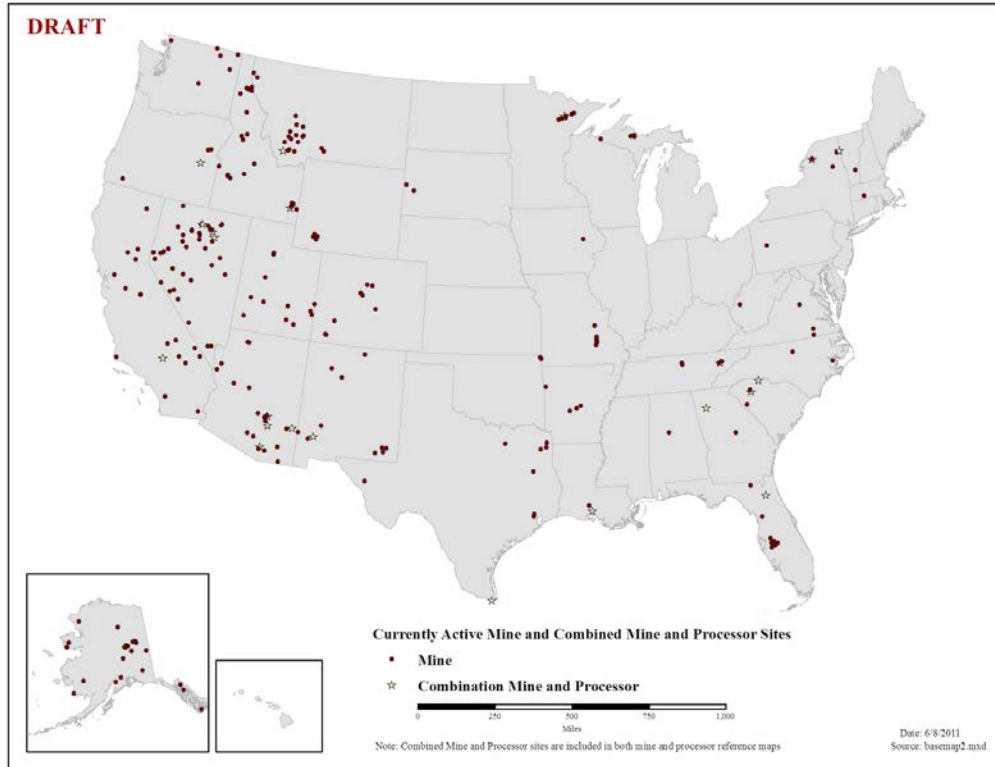 DRAFT
Currently Active Mine and Combined Mine and Processor Sites
Mine
Combination Mine and Processor
0 250 500 750 1,000
Miles
Note: Combined Mine and Processor sites are included in both mine and processor reference maps
Date: 6/8/2011
Source: basemap2.mxd